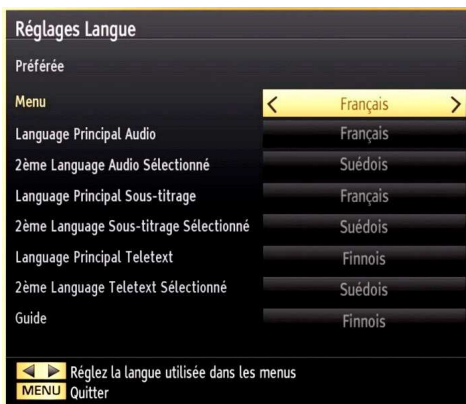 Réglages Langue
Préférée
Menu < Français >
Language Principal Audio Français
2ème Language Audio Sélectionné Suédois
Language Principal Sous-titrage Français
2ème Language Sous-titrage Sélectionné Suédois
Language Principal Teletext Finnois
2ème Language Teletext Sélectionné Suédois
Guide Finnois
Réglez la langue utilisée dans les menus
MENU Quitter